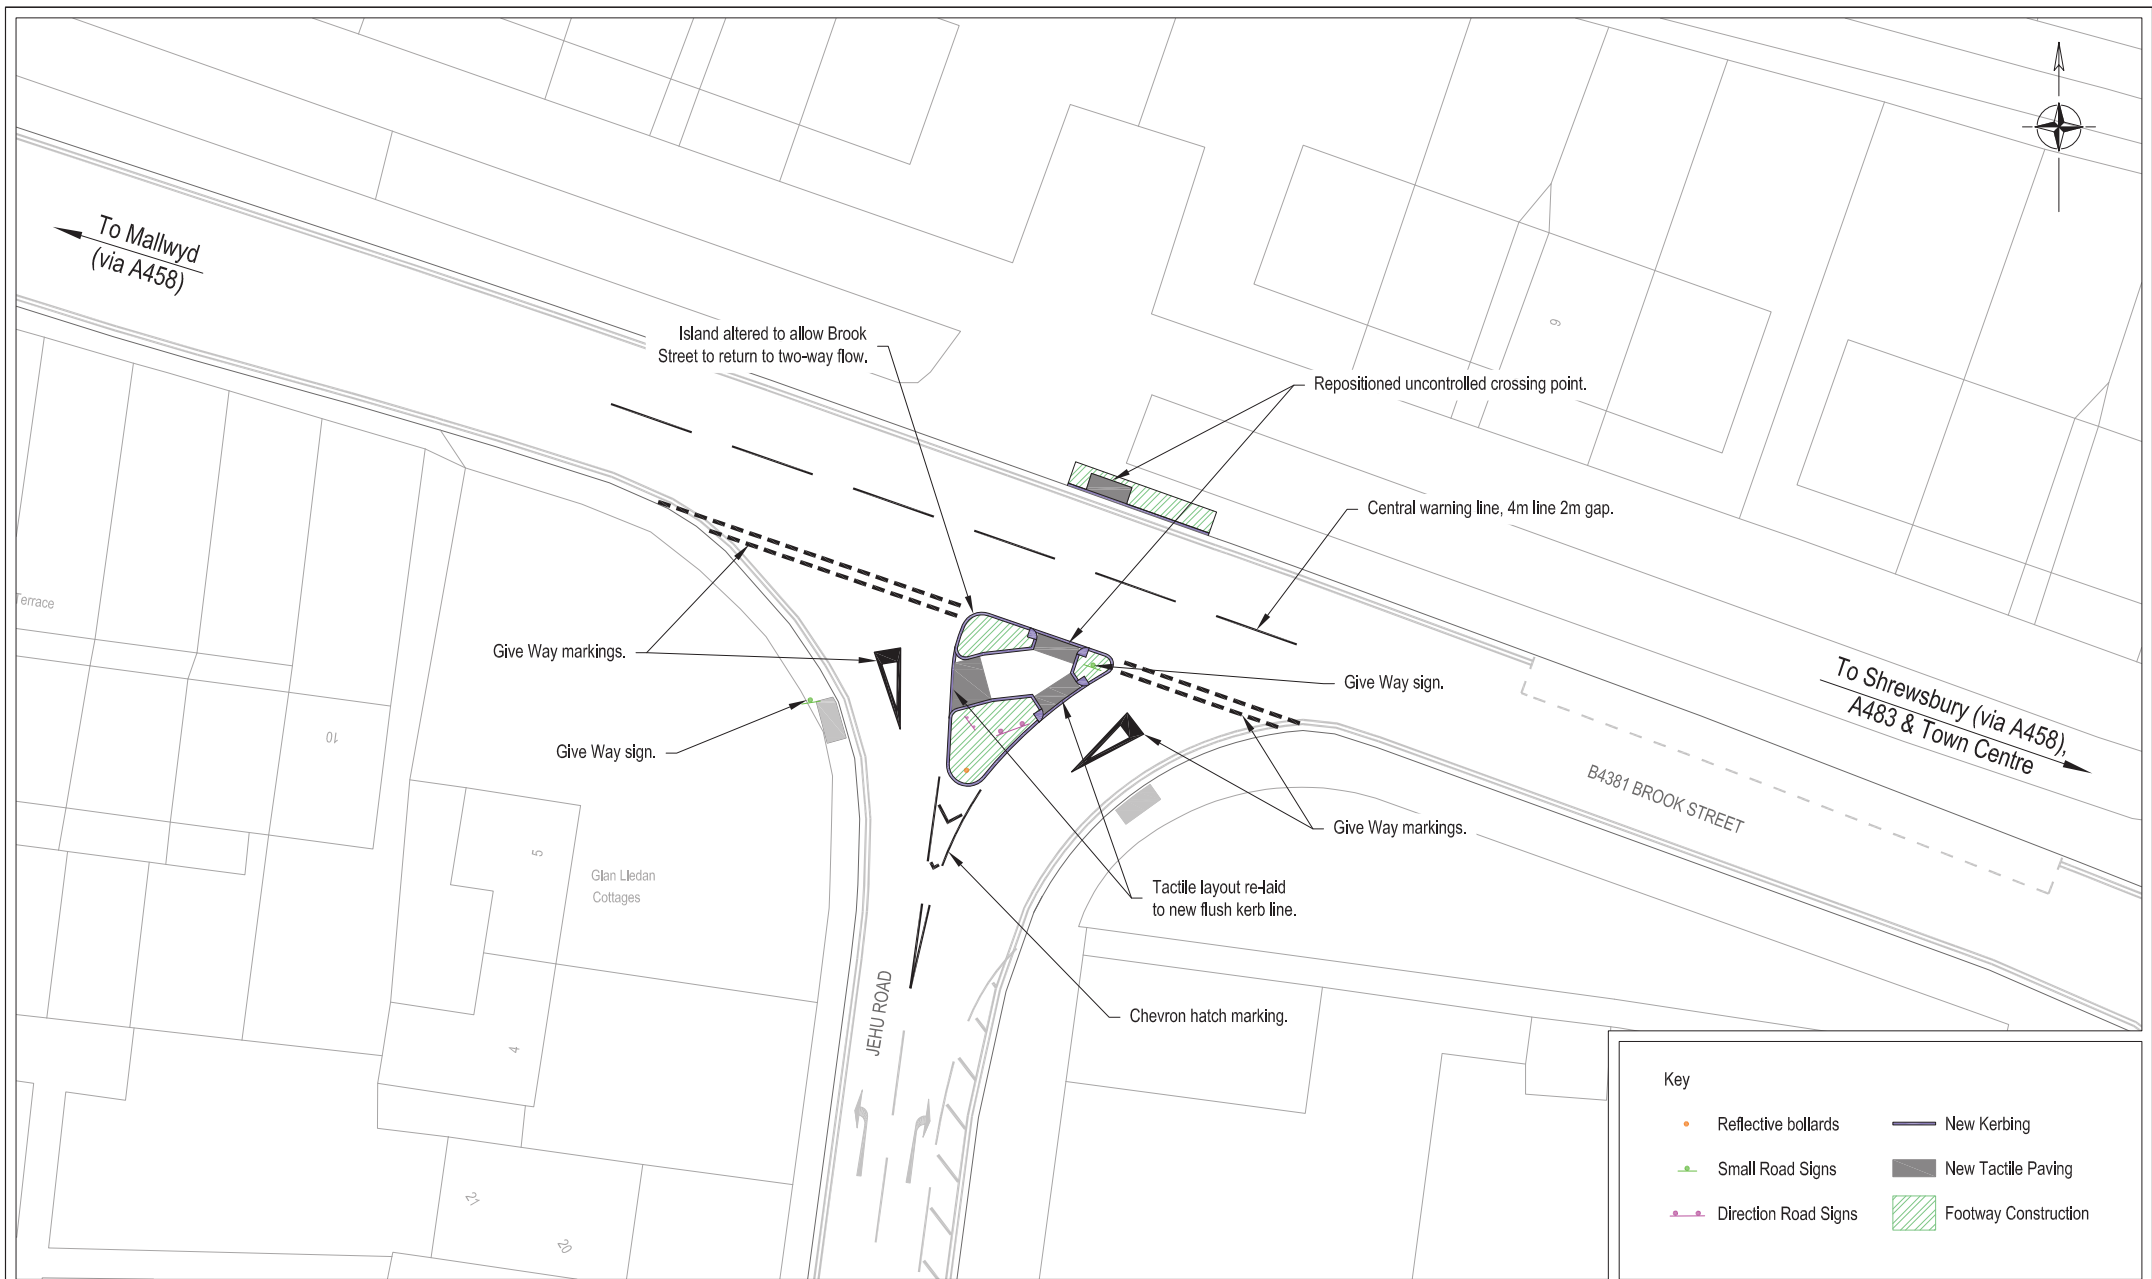 To Mallwyd
(via A458)
Island altered to allow Brook
Street to return to two-way flow.
Repositioned uncontrolled crossing point.
Central warning line, 4m line 2m gap.
9
Terrace
Give Way markings.
Give Way sign.
Give Way sign.
To Shrewsbury (via A458),
A483 & Town Centre
B4381 BROOK STREET
Give Way markings.
10
5
Glan Lledan
Cottages
Tactile layout re-laid
to new flush kerb line.
Chevron hatch marking.
JEHU ROAD
4
21
20
Key
Reflective bollards
New Kerbing
Small Road Signs
New Tactile Paving
Direction Road Signs
Footway Construction